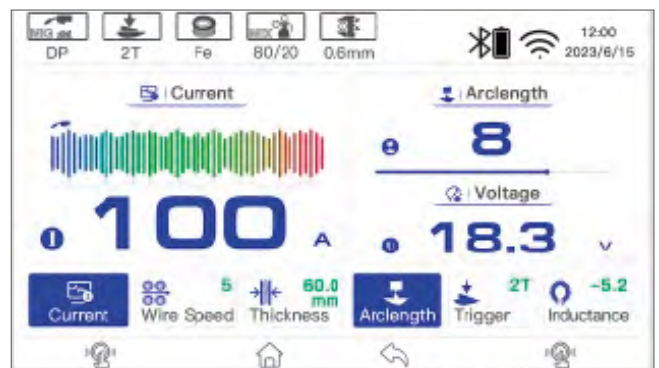 MIG MIX
DP 2T Fe 80/20 0.6mm
12:00
2023/6/15
Current
100 A
Arclength
8
Voltage
18.3 V
Current
Wire Speed 5
Thickness 60.0 mm
Arclength
Trigger 2T
Inductance -5.2